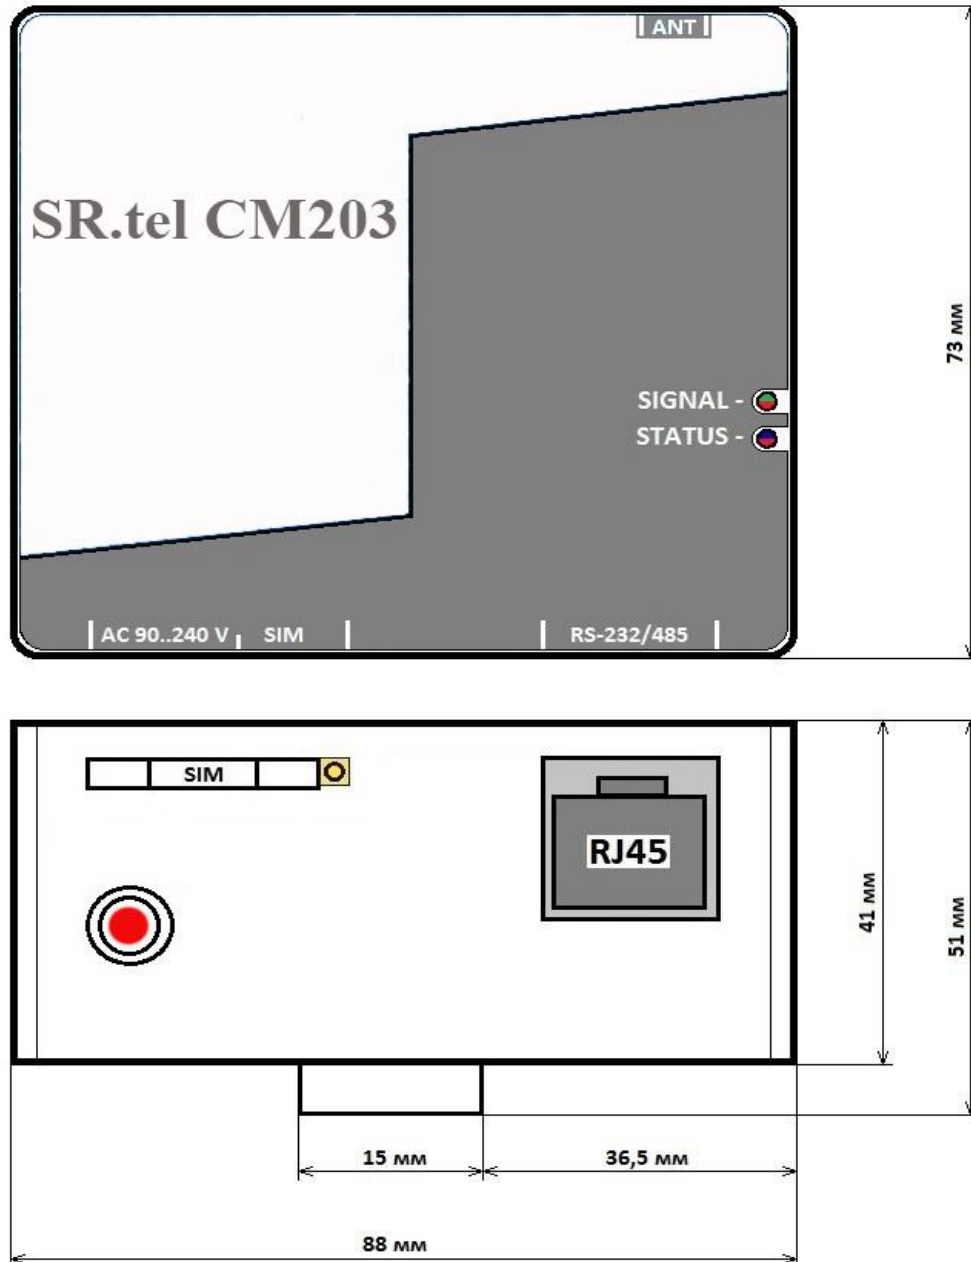 ANT
SR.tel CM203
73 мм
SIGNAL -
STATUS -
AC 90..240 V
SIM
RS-232/485
SIM
RJ45
41 мм
51 мм
15 мм
36,5 мм
88 мм